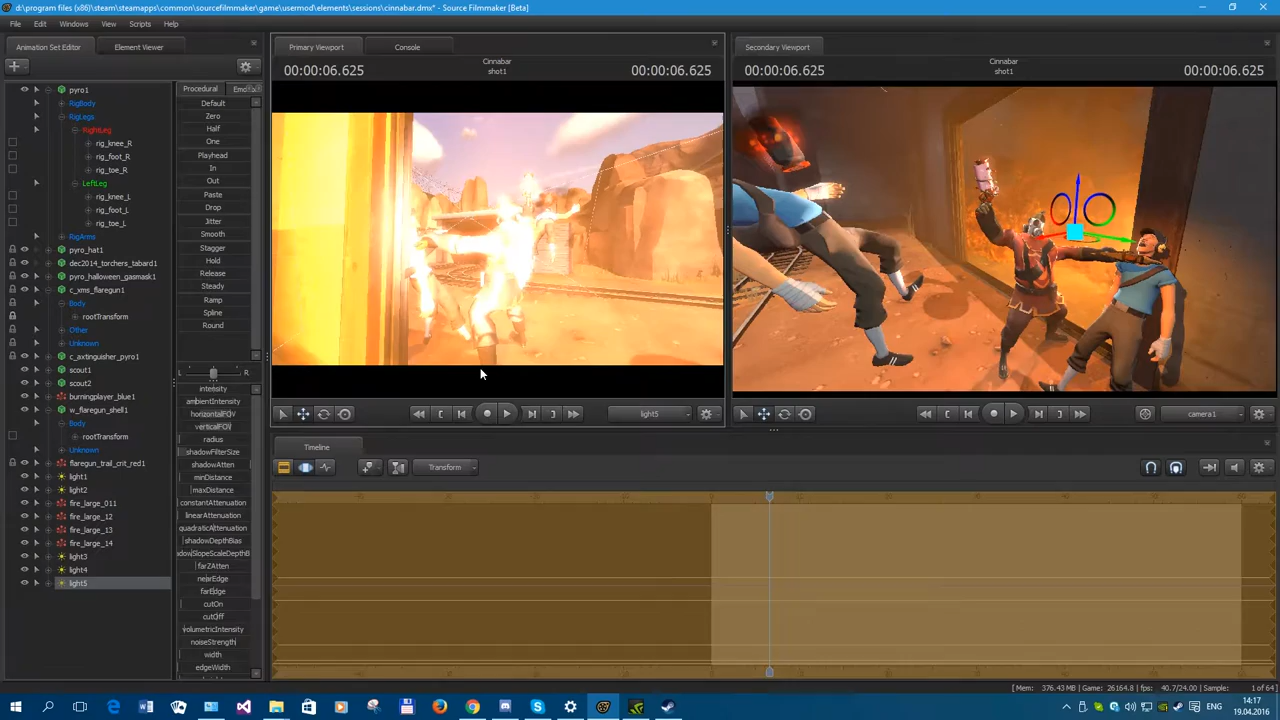 d:\program files (x86)\steam\steamapps\common\sourcefilmmaker\game\usermod\elements\sessions\cinnabar.dmx* - Source Filmmaker [Beta]
File Edit Windows View Scripts Help
Animation Set Editor Element Viewer
pyro1
RigBody
RigLegs
RightLeg
rig_knee_R
rig_foot_R
rig_toe_R
LeftLeg
rig_knee_L
rig_foot_L
rig_toe_L
RigArms
pyro_hat1
dec2014_torchers_tabard1
pyro_halloween_gasmask1
c_xms_flaregun1
Body
rootTransform
Other
Unknown
c_axtinguisher_pyro1
scout1
scout2
burningplayer_blue1
w_flaregun_shell1
Body
rootTransform
Unknown
flaregun_trail_crit_red1
light1
light2
fire_large_011
fire_large_12
fire_large_13
fire_large_14
light3
light4
light5
Procedural
Default
Zero
Half
One
Playhead
In
Out
Paste
Drop
Jitter
Smooth
Stagger
Hold
Release
Steady
Ramp
Spline
Round
L R
intensity
ambientIntensity
horizontalFOV
verticalFOV
radius
shadowFilterSize
shadowAtten
minDistance
maxDistance
constantAttenuation
linearAttenuation
quadraticAttenuation
shadowDepthBias
dowSlopeScaleDepthB
farZAtten
nearEdge
farEdge
cutOn
cutOff
volumetricIntensity
noiseStrength
width
edgeWidth
Primary Viewport Console
00:00:06.625
Cinnabar
shot1
00:00:06.625
light5
Secondary Viewport
00:00:06.625
Cinnabar
shot1
00:00:06.625
camera1
Timeline
Transform
[Mem: 376.43 MB| Game: 26164.8 | fps: 40.7/24.00 | Sample: 1 of 64]
ENG
14:17
19.04.2016